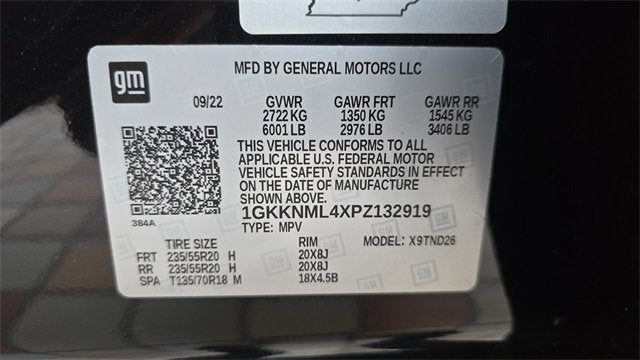 gm
MFD BY GENERAL MOTORS LLC
09/22 GVWR GAWR FRT GAWR RR
2722 KG 1350 KG 1545 KG
6001 LB 2976 LB 3406 LB
THIS VEHICLE CONFORMS TO ALL
APPLICABLE U.S. FEDERAL MOTOR
VEHICLE SAFETY STANDARDS IN EFFECT
ON THE DATE OF MANUFACTURE
SHOWN ABOVE.
384A
1GKKNML4XPZ132919
TYPE: MPV MODEL: X9TND26
TIRE SIZE RIM
FRT 235/55R20 H 20X8J
RR 235/55R20 H 20X8J
SPA T135/70R18 M 18X4.5B